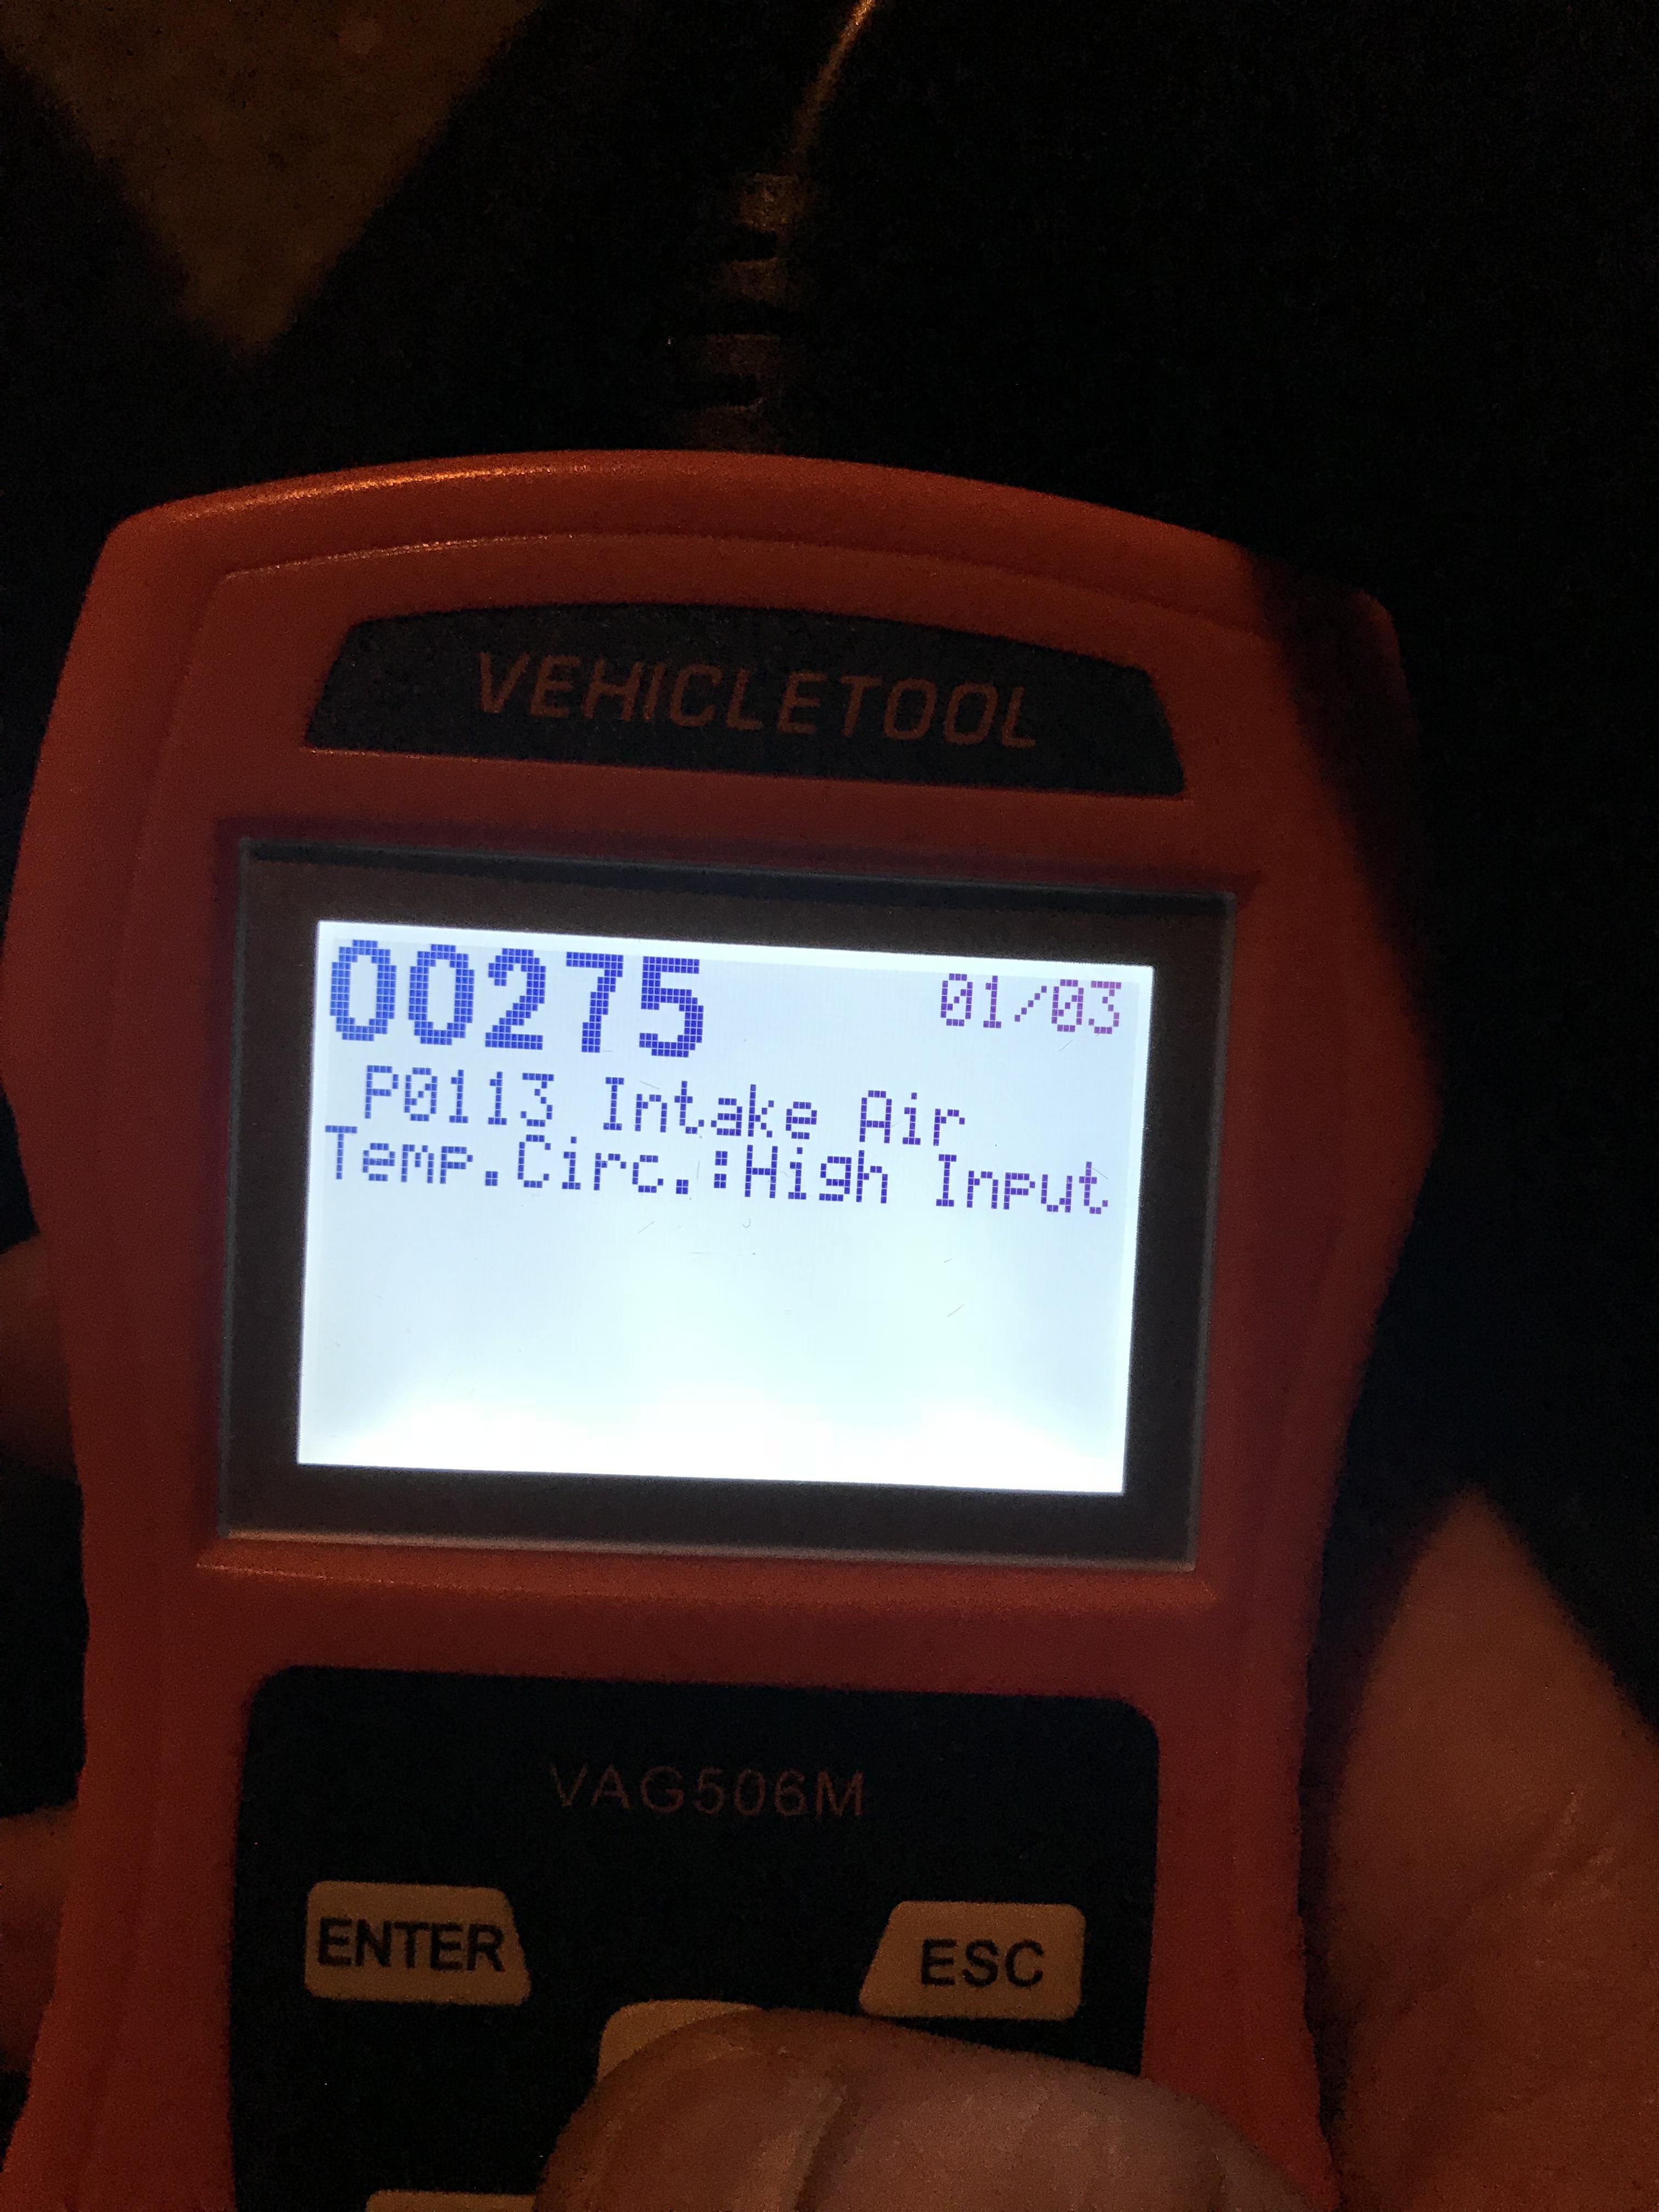 VEHICLETOOL
00275 01/03
P0113 Intake Air
Temp.Circ.:High Input
VAG506M
ENTER ESC